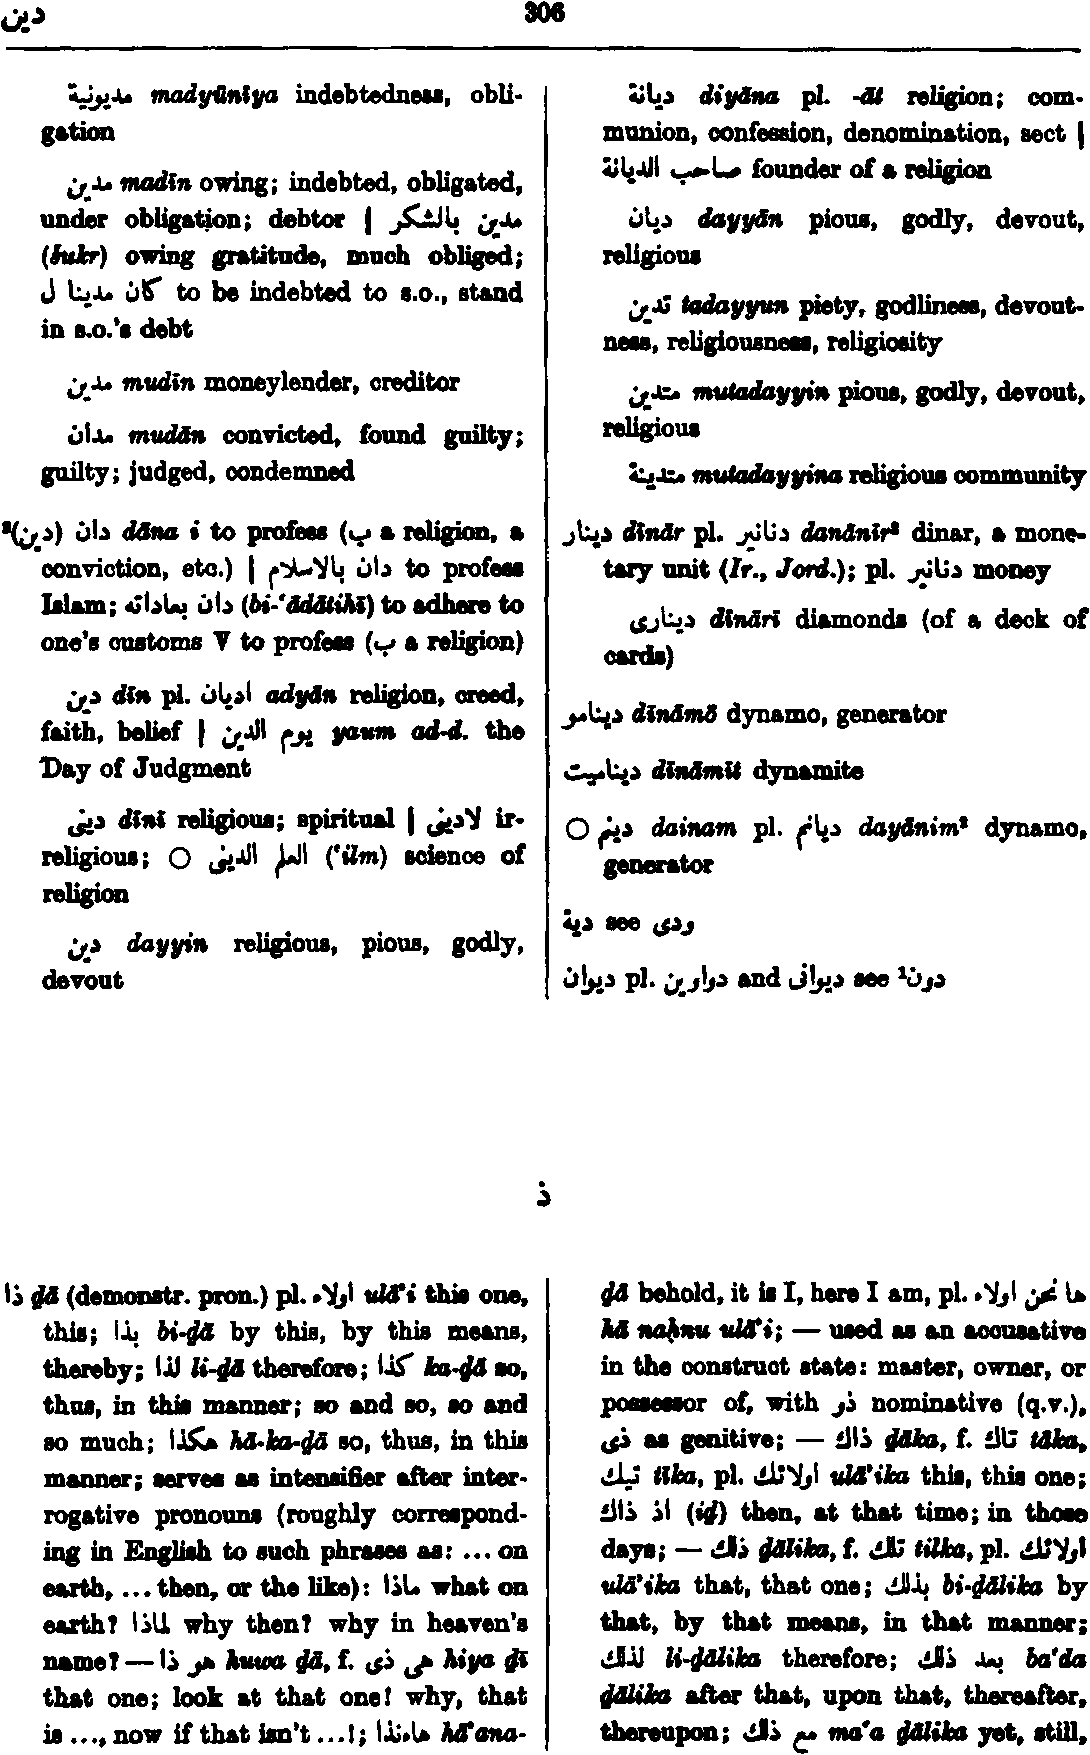 دين
306
مديونية madyūnīya indebtedness, obli-
gation
مدين madīn owing; indebted, obligated,
under obligation; debtor | مدين بالشكر
(šukr) owing gratitude, much obliged;
كان مدينا ل to be indebted to s.o., stand
in s.o.'s debt
مدين mudīn moneylender, creditor
مدان mudān convicted, found guilty;
guilty; judged, condemned
²(دين) دان dāna i to profess (ب a religion, a
conviction, etc.) | دان بالاسلام to profess
Islam; دان بعاداته (bi-‘ādātihī) to adhere to
one's customs V to profess (ب a religion)
دين dīn pl. اديان adyān religion, creed,
faith, belief | يوم الدين yaum ad-d. the
Day of Judgment
دينى dīnī religious; spiritual | لادينى ir-
religious; ○ العلم الدينى (‘ilm) science of
religion
دين dayyin religious, pious, godly,
devout
ديانة diyāna pl. -āt religion; com-
munion, confession, denomination, sect |
صاحب الديانة founder of a religion
ديان dayyān pious, godly, devout,
religious
تدين tadayyun piety, godliness, devout-
ness, religiousness, religiosity
متدين mutadayyin pious, godly, devout,
religious
متدينة mutadayyina religious community
دينار dīnār pl. دنانير danānīr² dinar, a mone-
tary unit (Ir., Jord.); pl. دنانير money
دينارى dīnārī diamonds (of a deck of
cards)
دينامو dīnāmō dynamo, generator
ديناميت dīnāmīt dynamite
○ دينم dainam pl. ديانم dayānim² dynamo,
generator
دية see ودى
ديوان pl. دواوين and ديوانى see ¹دون
ذ
ذا ḏā (demonstr. pron.) pl. اولاء ulā’i this one,
this; بذا bi-ḏā by this, by this means,
thereby; لذا li-ḏā therefore; كذا ka-ḏā so,
thus, in this manner; so and so, so and
so much; هكذا hā-ka-ḏā so, thus, in this
manner; serves as intensifier after inter-
rogative pronouns (roughly correspond-
ing in English to such phrases as: ... on
earth, ... then, or the like): ماذا what on
earth? لماذا why then? why in heaven's
name? — هو ذا huwa ḏā, f. هى ذى hiya ḏī
that one; look at that one! why, that
is ..., now if that isn't ...!; هاءنذا hā’ana-
ḏā behold, it is I, here I am, pl. ها نحن اولاء
hā naḥnu ulā’i; — used as an accusative
in the construct state: master, owner, or
possessor of, with ذو nominative (q.v.),
ذى as genitive; — ذاك ḏāka, f. تاك tāka,
تيك tīka, pl. اولائك ulā’ika this, this one;
اذ ذاك (iḏ) then, at that time; in those
days; — ذلك ḏālika, f. تلك tilka, pl. اولائك
ulā’ika that, that one; بذلك bi-ḏālika by
that, by that means, in that manner;
لذلك li-ḏālika therefore; بعد ذلك ba‘da
ḏālika after that, upon that, thereafter,
thereupon; مع ذلك ma‘a ḏālika yet, still,